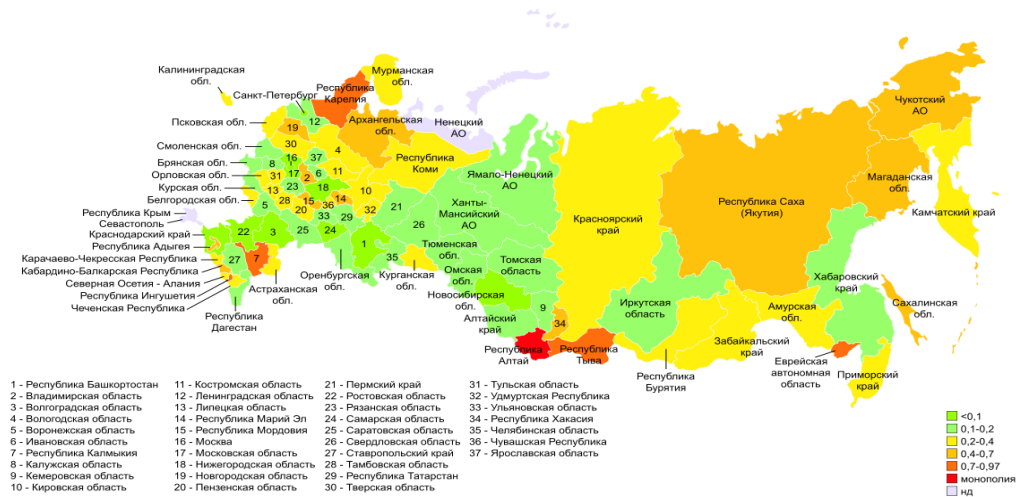 Калининградская
обл.
Мурманская
обл.
Республика
Карелия
Санкт-Петербург
Псковская обл.
Архангельская
обл.
Ненецкий
АО
Чукотский
АО
Смоленская обл.
Брянская обл.
Орловская обл.
Курская обл.
Белгородская обл.
Республика
Коми
Ямало-Ненецкий
АО
Ханты-
Мансийский
АО
Красноярский
край
Республика Саха
(Якутия)
Магаданская
обл.
Камчатский край
Республика Крым
Севастополь
Краснодарский край
Республика Адыгея
Карачаево-Чекресская Республика
Кабардино-Балкарская Республика
Северная Осетия - Алания
Республика Ингушетия
Чеченская Республика
Республика
Дагестан
Астраханская
обл.
Оренбургская
обл.
Курганская
обл.
Тюменская
обл.
Омская
обл.
Томская
область
Новосибирская
обл.
Алтайский
край
Республика
Алтай
Республика
Тыва
Иркутская
область
Республика
Бурятия
Забайкальский
край
Амурская
обл.
Хабаровский
край
Сахалинская
обл.
Еврейская
автономная
область
Приморский
край
12
19
30
16
37
4
8
17
6
11
31
2
13
23
18
10
28
15
14
5
20
36
32
33
29
21
26
22
3
25
24
1
35
27
7
9
34
1 - Республика Башкортостан
2 - Владимирская область
3 - Волгоградская область
4 - Вологодская область
5 - Воронежская область
6 - Ивановская область
7 - Республика Калмыкия
8 - Калужская область
9 - Кемеровская область
10 - Кировская область
11 - Костромская область
12 - Ленинградская область
13 - Липецкая область
14 - Республика Марий Эл
15 - Республика Мордовия
16 - Москва
17 - Московская область
18 - Нижегородская область
19 - Новгородская область
20 - Пензенская область
21 - Пермский край
22 - Ростовская область
23 - Рязанская область
24 - Самарская область
25 - Саратовская область
26 - Свердловская область
27 - Ставропольский край
28 - Тамбовская область
29 - Республика Татарстан
30 - Тверская область
31 - Тульская область
32 - Удмуртская Республика
33 - Ульяновская область
34 - Республика Хакасия
35 - Челябинская область
36 - Чувашская Республика
37 - Ярославская область
<0,1
0,1-0,2
0,2-0,4
0,4-0,7
0,7-0,97
монополия
нд